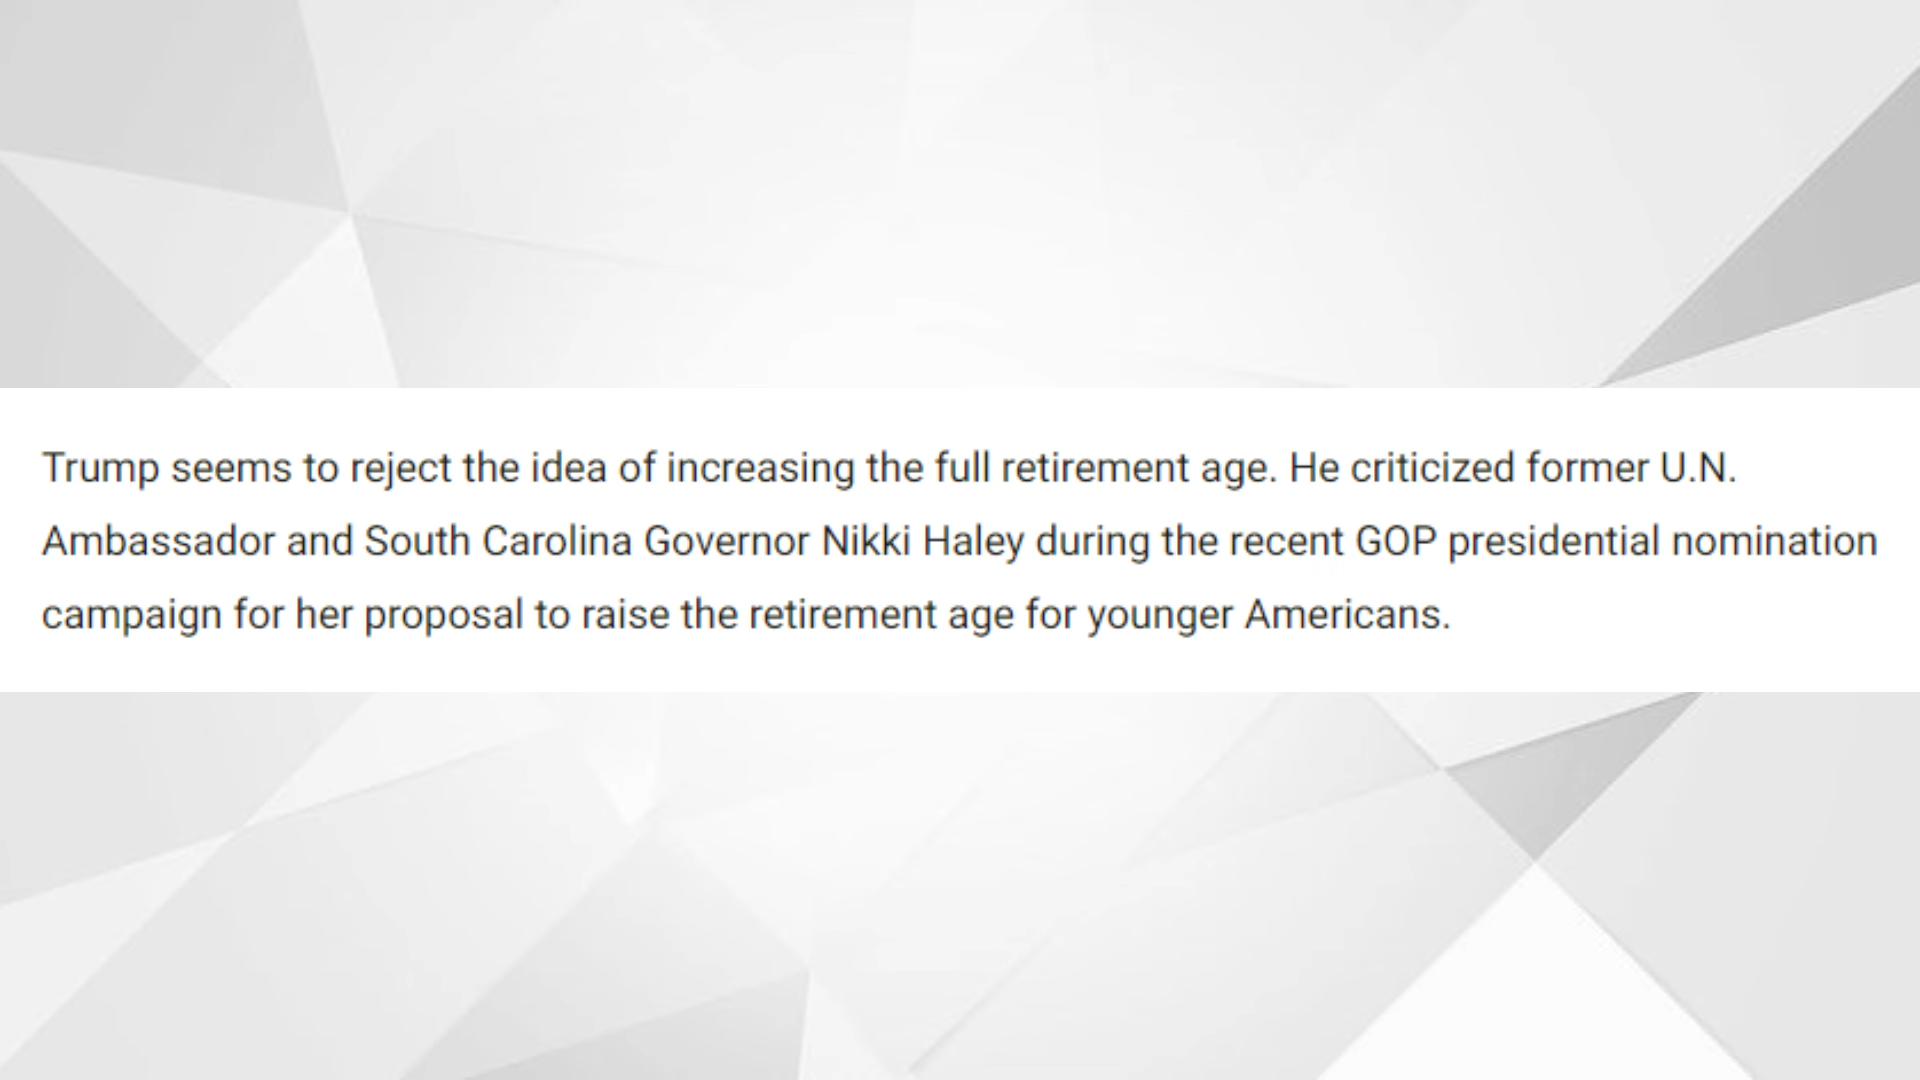 Trump seems to reject the idea of increasing the full retirement age. He criticized former U.N.
Ambassador and South Carolina Governor Nikki Haley during the recent GOP presidential nomination
campaign for her proposal to raise the retirement age for younger Americans.